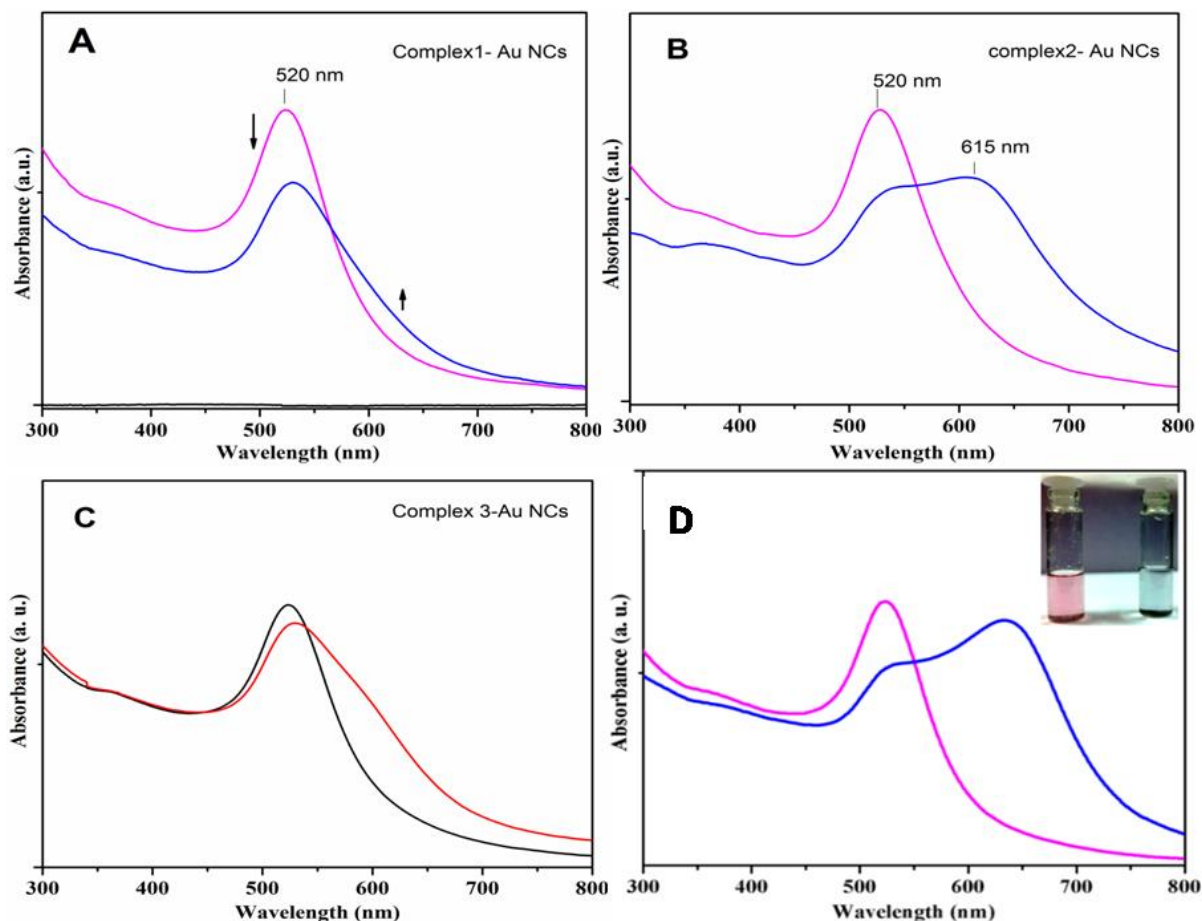 A
Complex1- Au NCs
520 nm
Absorbance (a.u.)
300 400 500 600 700 800
Wavelength (nm)
B
complex2- Au NCs
520 nm
615 nm
Absorbance (a.u.)
300 400 500 600 700 800
Wavelength (nm)
C
Complex 3-Au NCs
Absorbance (a. u.)
300 400 500 600 700 800
Wavelength (nm)
D
Absorbance (a. u.)
300 400 500 600 700 800
Wavelength (nm)